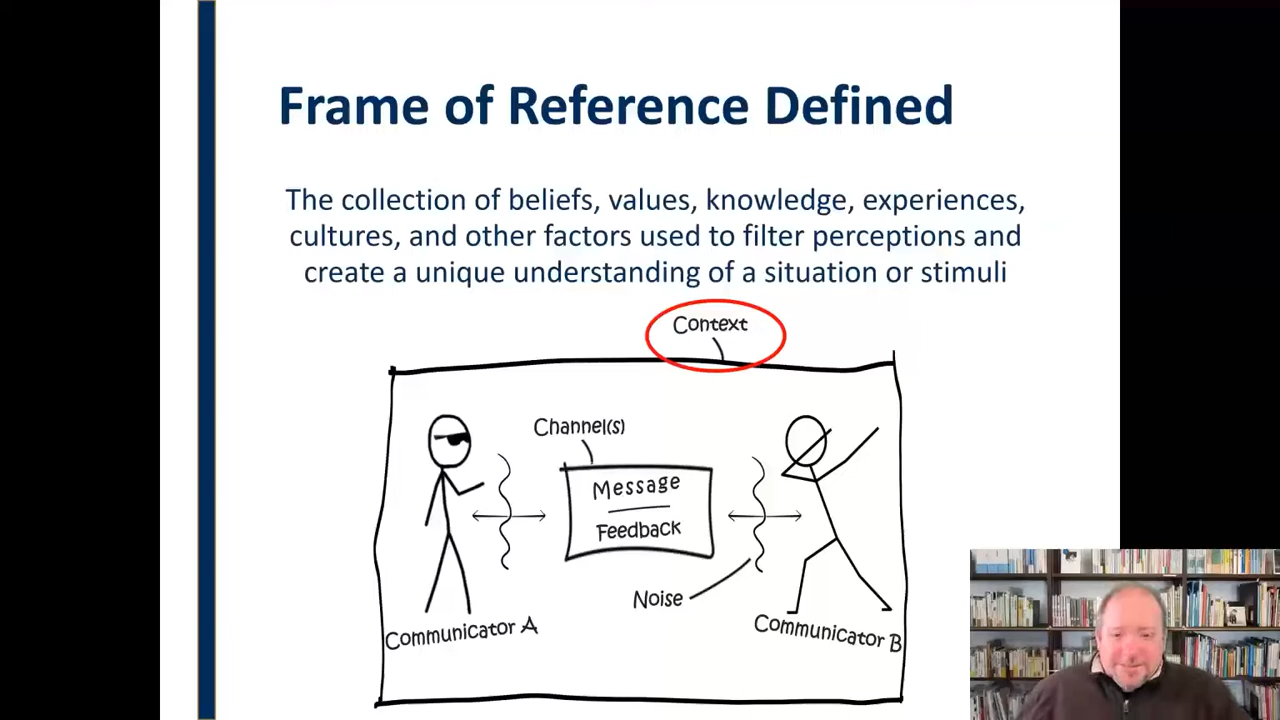 Frame of Reference Defined
The collection of beliefs, values, knowledge, experiences,
cultures, and other factors used to filter perceptions and
create a unique understanding of a situation or stimuli
Context
Channel(s)
Message
Feedback
Noise
Communicator A
Communicator B